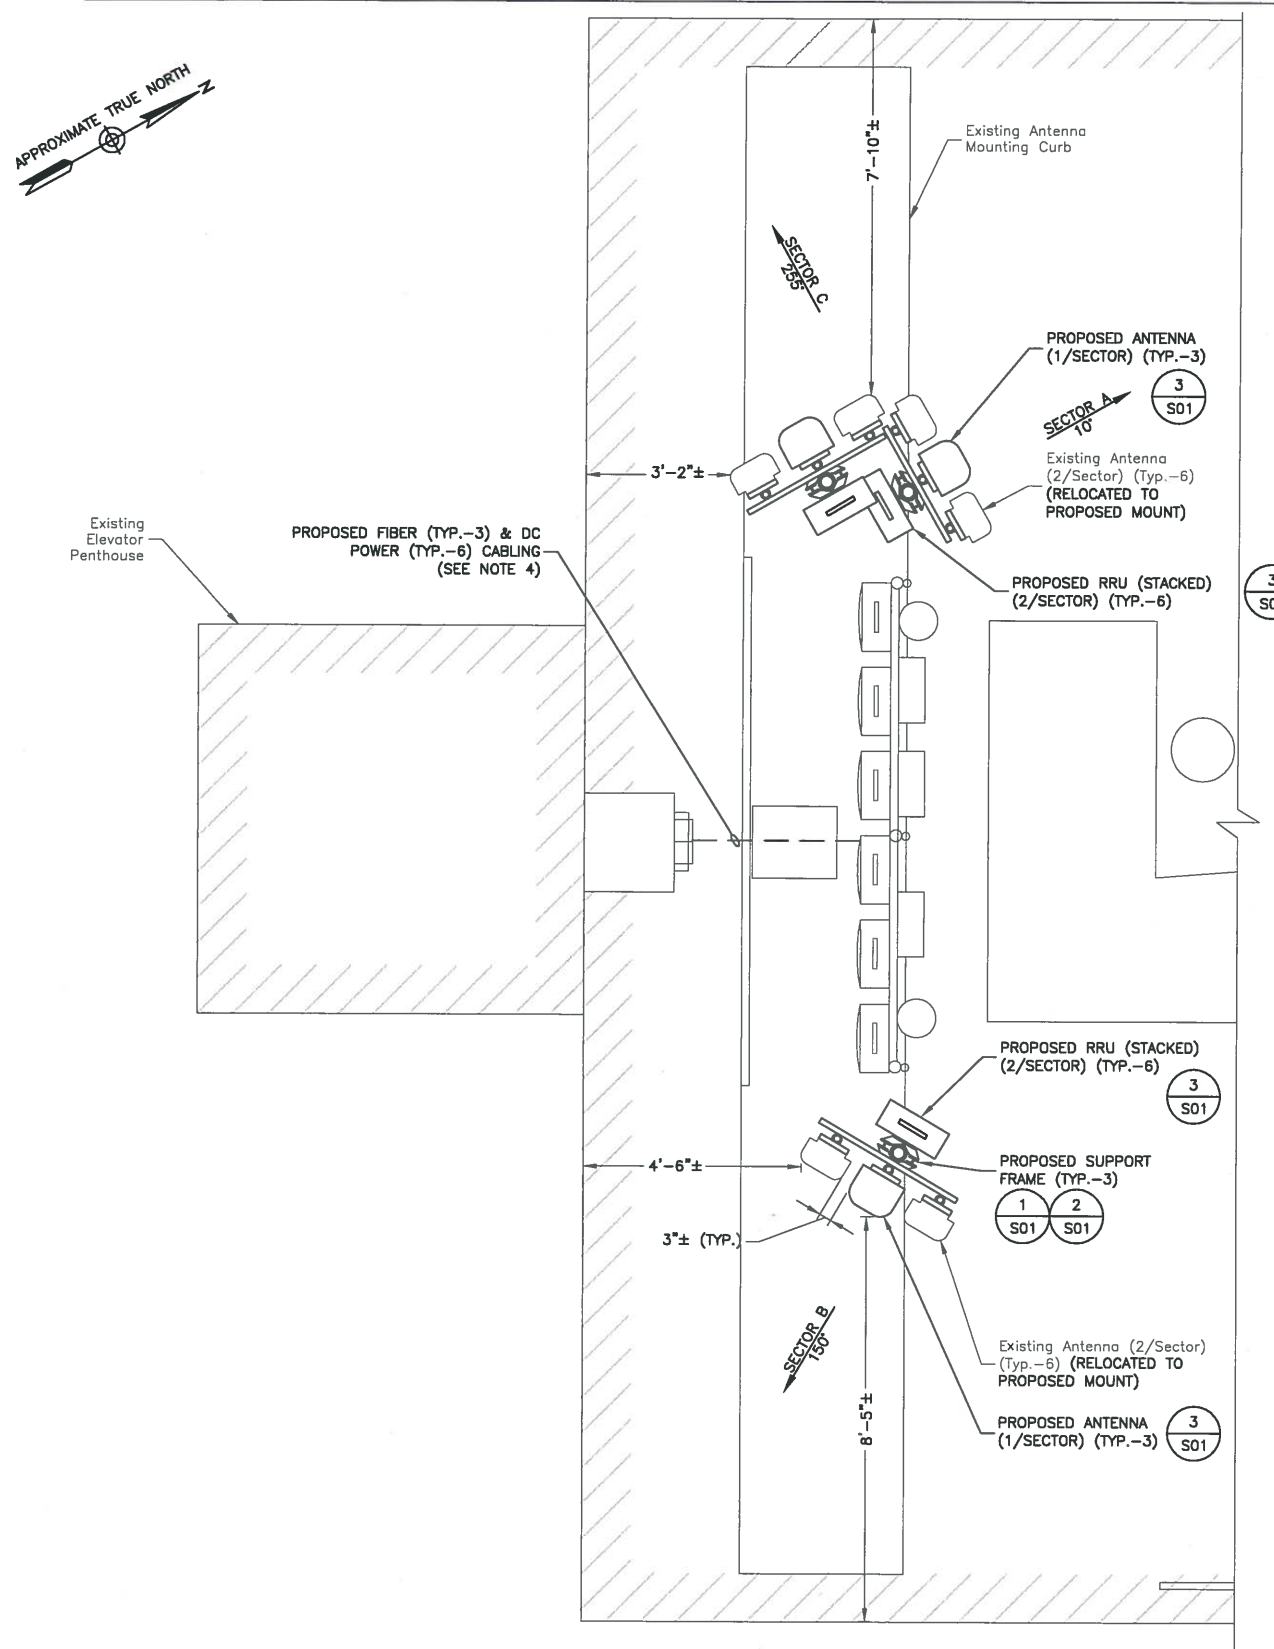 APPROXIMATE TRUE NORTH
N
7'-10"±
Existing Antenna
Mounting Curb
SECTOR C
255°
PROPOSED ANTENNA
(1/SECTOR) (TYP.-3)
3
S01
SECTOR A
10°
Existing Antenna
(2/Sector) (Typ.-6)
(RELOCATED TO
PROPOSED MOUNT)
3'-2"±
Existing
Elevator
Penthouse
PROPOSED FIBER (TYP.-3) & DC
POWER (TYP.-6) CABLING
(SEE NOTE 4)
PROPOSED RRU (STACKED)
(2/SECTOR) (TYP.-6)
PROPOSED RRU (STACKED)
(2/SECTOR) (TYP.-6)
3
S01
4'-6"±
PROPOSED SUPPORT
FRAME (TYP.-3)
1
S01
2
S01
3"± (TYP.)
SECTOR B
150°
8'-5"±
Existing Antenna (2/Sector)
(Typ.-6) (RELOCATED TO
PROPOSED MOUNT)
PROPOSED ANTENNA
(1/SECTOR) (TYP.-3)
3
S01